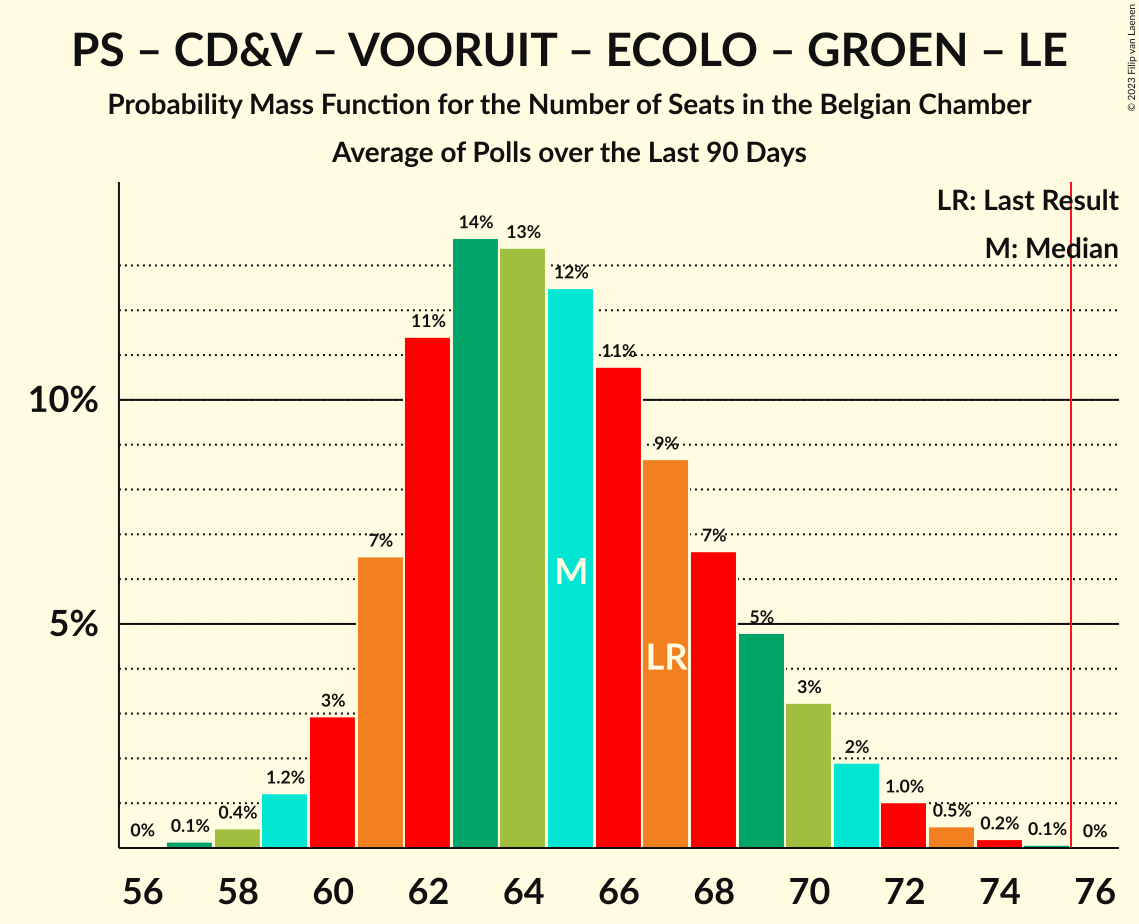 PS – CD&V – VOORUIT – ECOLO – GROEN – LE
Probability Mass Function for the Number of Seats in the Belgian Chamber
Average of Polls over the Last 90 Days
© 2023 Filip van Laenen
LR: Last Result
M: Median
14%
13%
12%
11%
11%
10%
9%
7%
7%
M
5%
5%
LR
3%
3%
2%
1.2%
1.0%
0.4%
0.5%
0%
0.1%
0.2%
0.1%
0%
56 58 60 62 64 66 68 70 72 74 76